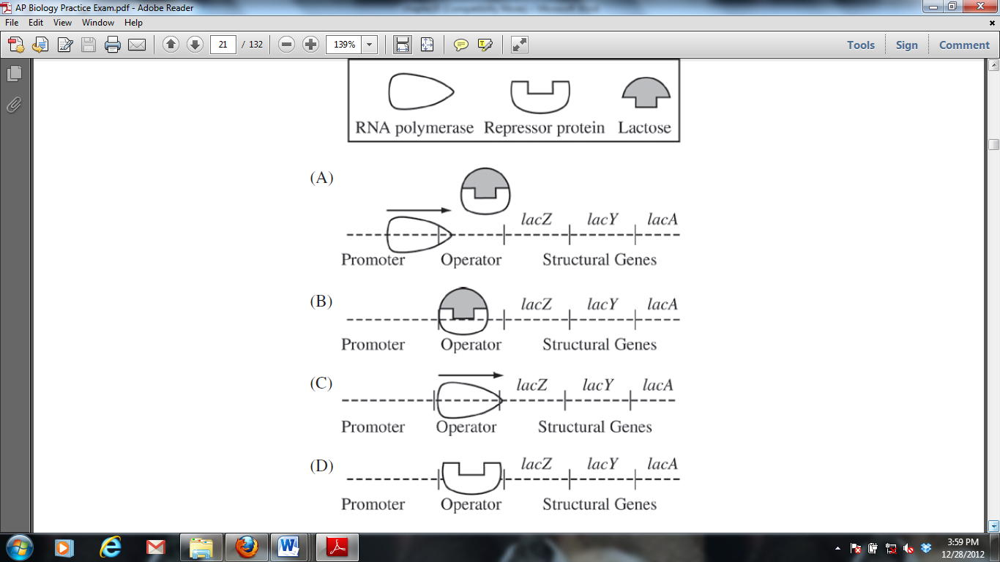 AP Biology Practice Exam.pdf - Adobe Reader
File Edit View Window Help
21 / 132 139% Tools Sign Comment
RNA polymerase Repressor protein Lactose
(A)
lacZ lacY lacA
Promoter Operator Structural Genes
(B)
lacZ lacY lacA
Promoter Operator Structural Genes
(C)
lacZ lacY lacA
Promoter Operator Structural Genes
(D)
lacZ lacY lacA
Promoter Operator Structural Genes
3:59 PM
12/28/2012